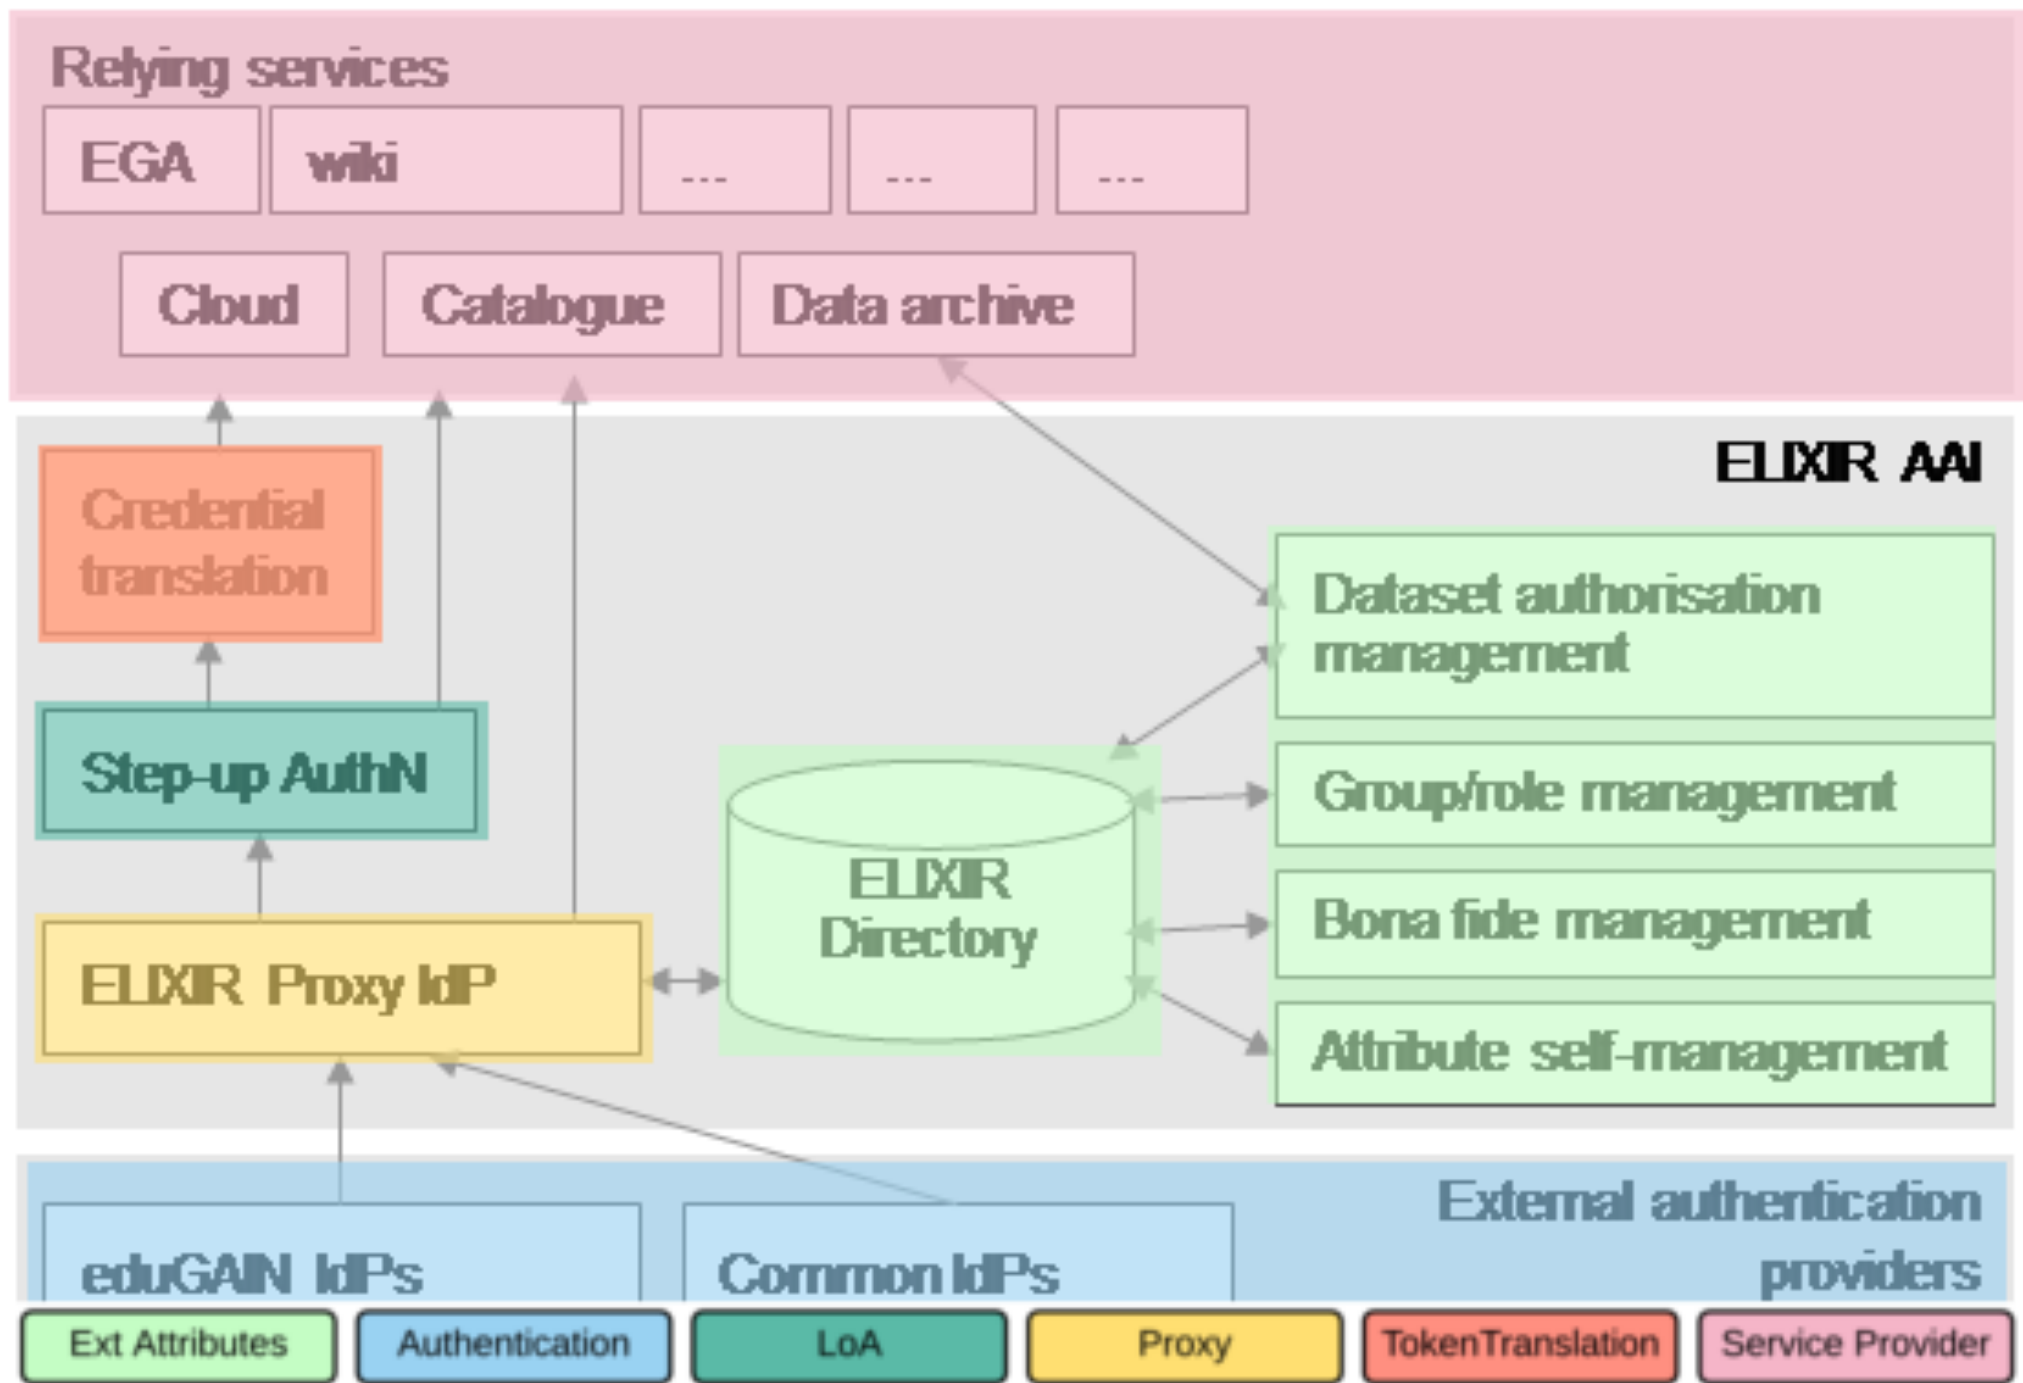 Relying services
EGA
wiki
...
...
...
Cloud
Catalogue
Data archive
ELIXIR AAI
Credential
translation
Dataset authorisation
management
Step-up AuthN
Group/role management
ELIXIR
Directory
Bona fide management
ELIXIR Proxy IdP
Attribute self-management
External authentication
providers
eduGAIN IdPs
Common IdPs
Ext Attributes
Authentication
LoA
Proxy
TokenTranslation
Service Provider